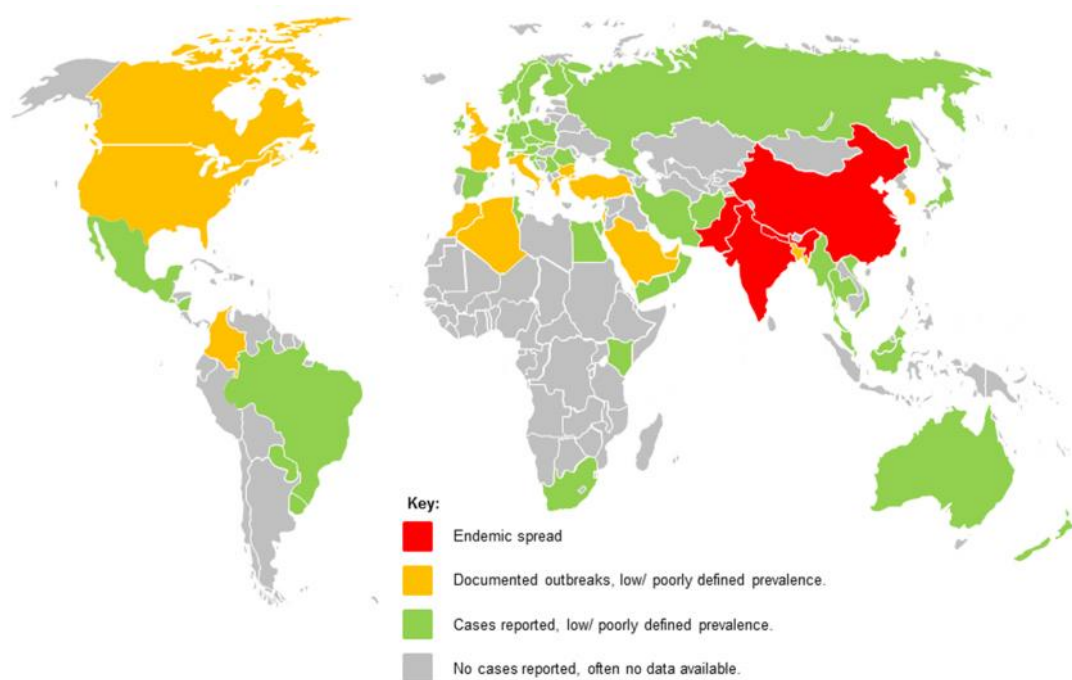 Key:
Endemic spread
Documented outbreaks, low/ poorly defined prevalence.
Cases reported, low/ poorly defined prevalence.
No cases reported, often no data available.